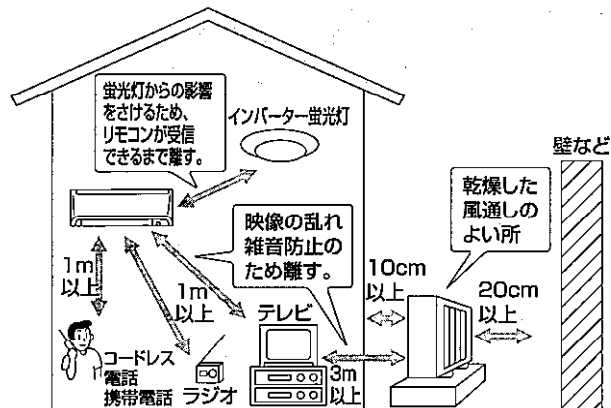 蛍光灯からの影響
をさけるため、
リモコンが受信
できるまで離す。
インバーター蛍光灯
壁など
乾燥した
風通しの
よい所
映像の乱れ
雑音防止の
ため離す。
1m
以上
1m
以上
テレビ
10cm
以上
20cm
以上
コードレス
電話
携帯電話
ラジオ
3m
以上